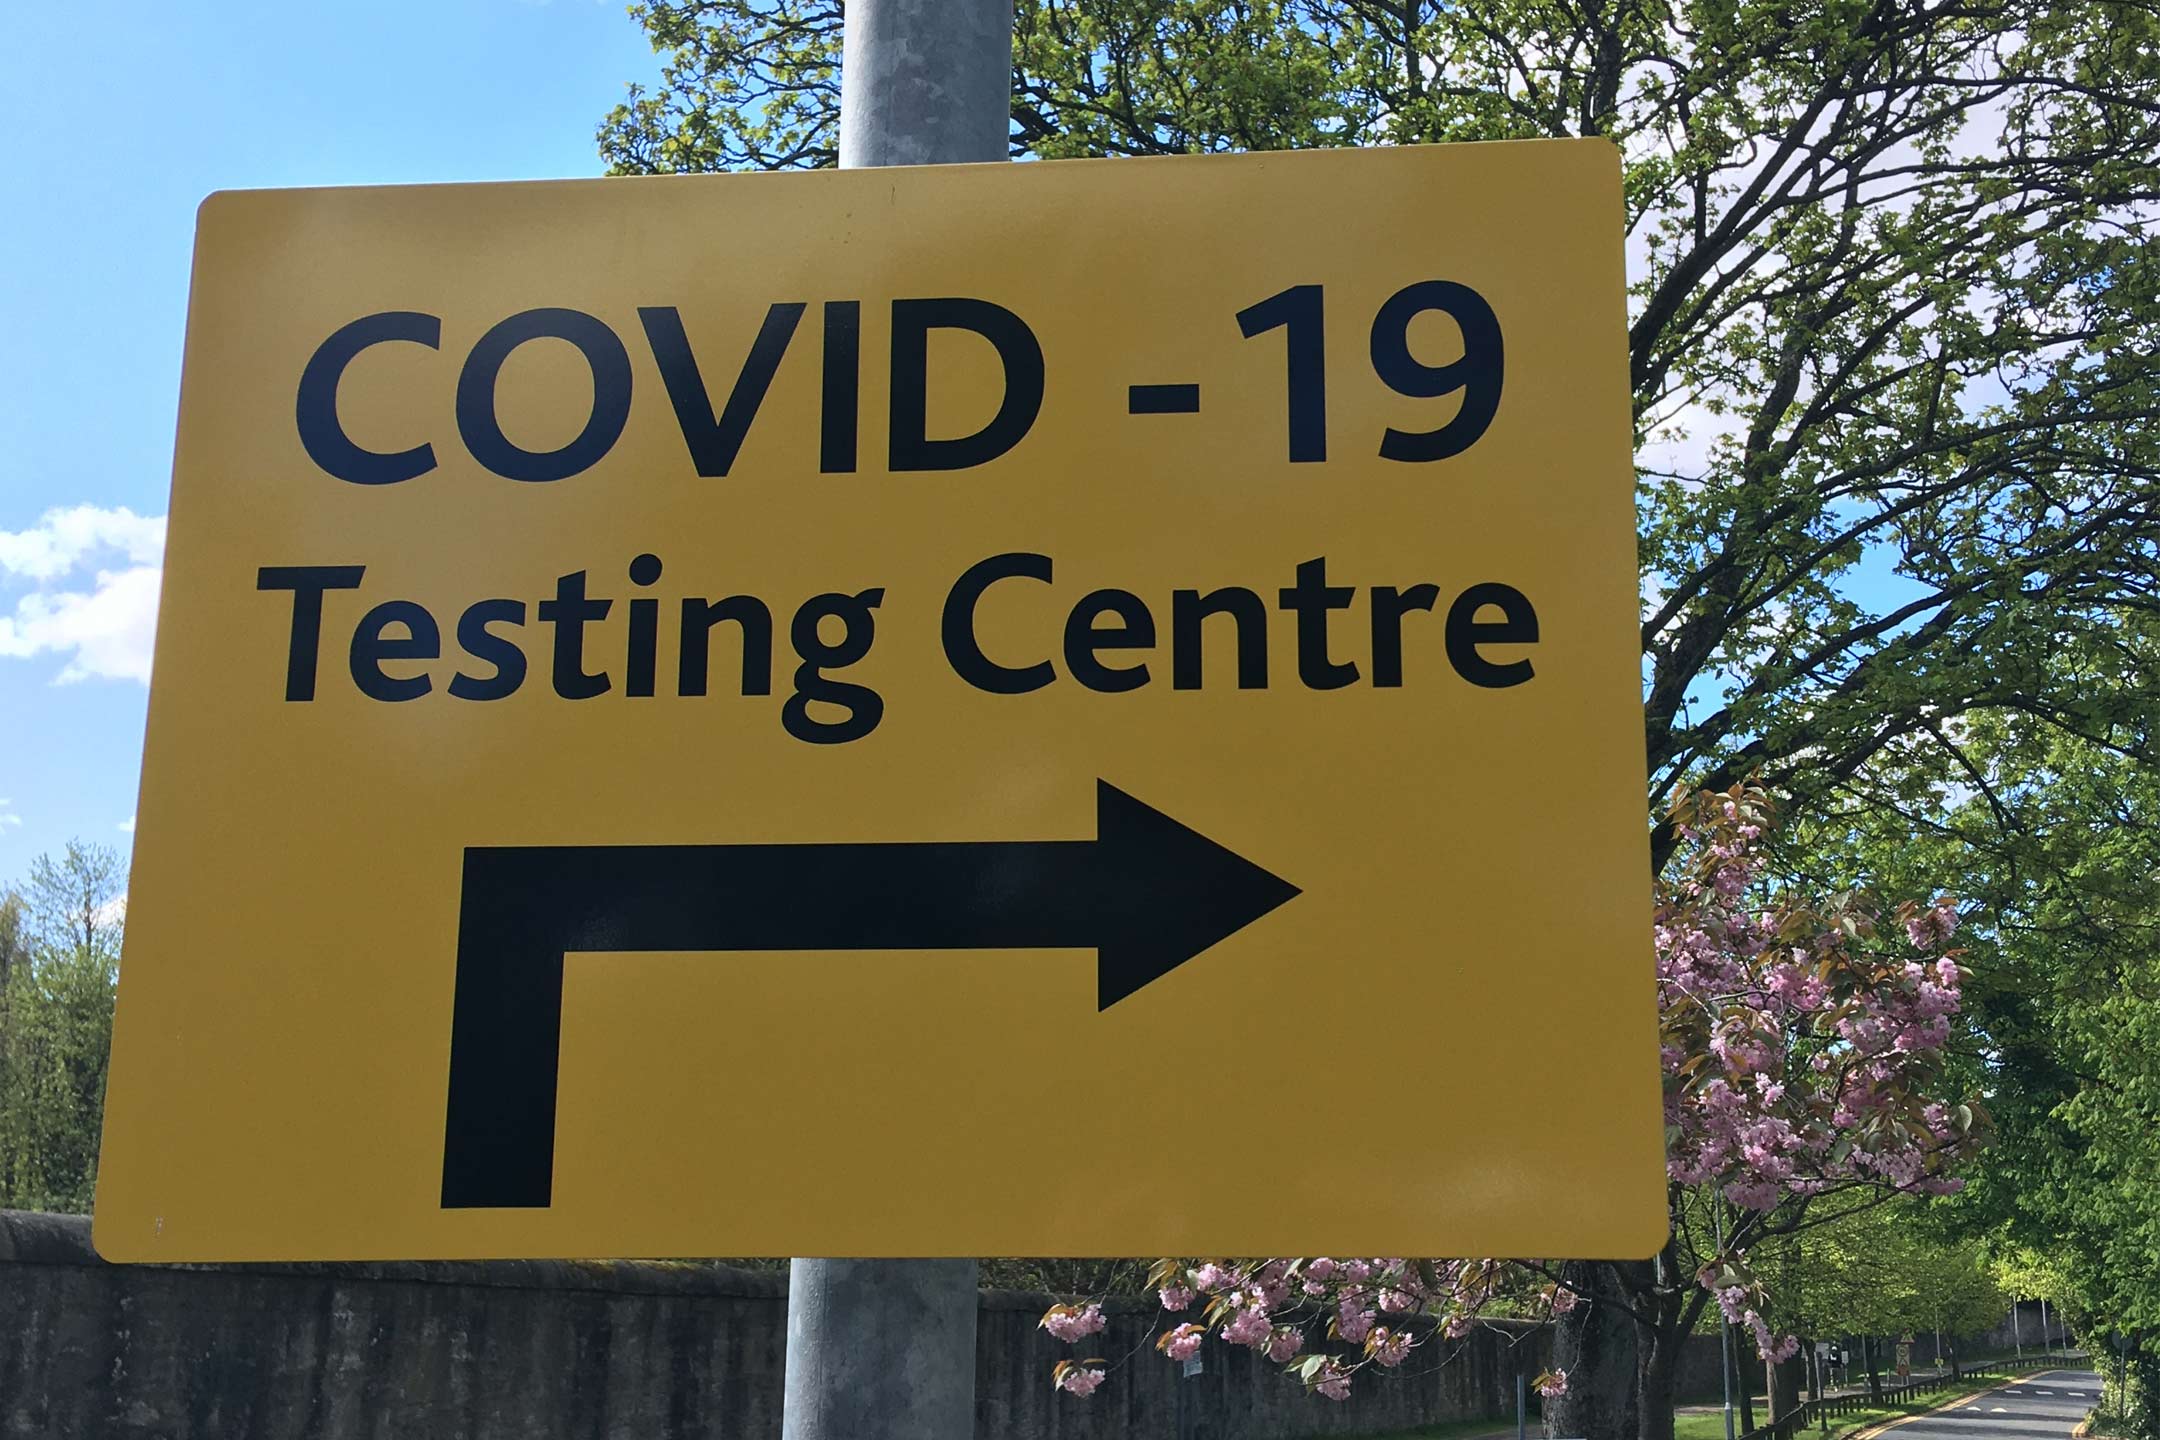 COVID -19
Testing Centre